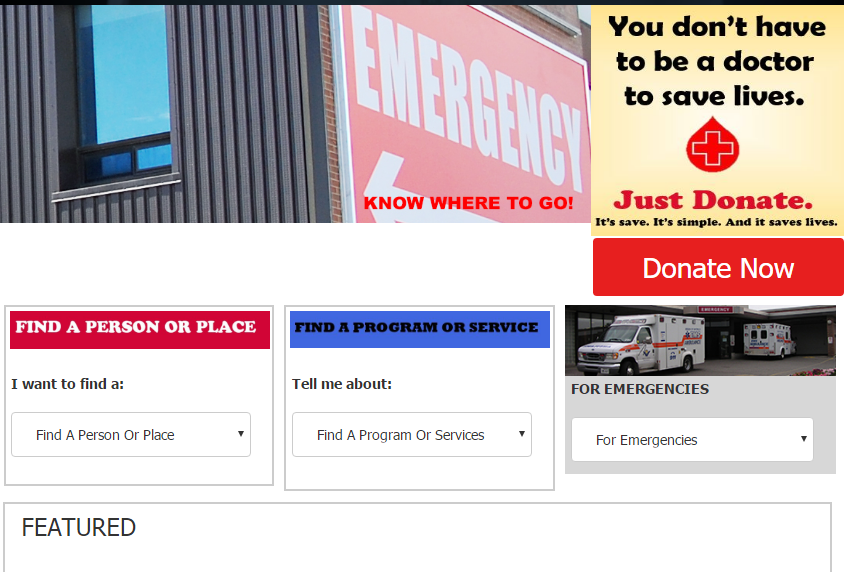 EMERGENCY
KNOW WHERE TO GO!
You don't have
to be a doctor
to save lives.
Just Donate.
It's save. It's simple. And it saves lives.
Donate Now
FIND A PERSON OR PLACE
I want to find a:
Find A Person Or Place
FIND A PROGRAM OR SERVICE
Tell me about:
Find A Program Or Services
EMERGENCY
FOR EMERGENCIES
For Emergencies
FEATURED